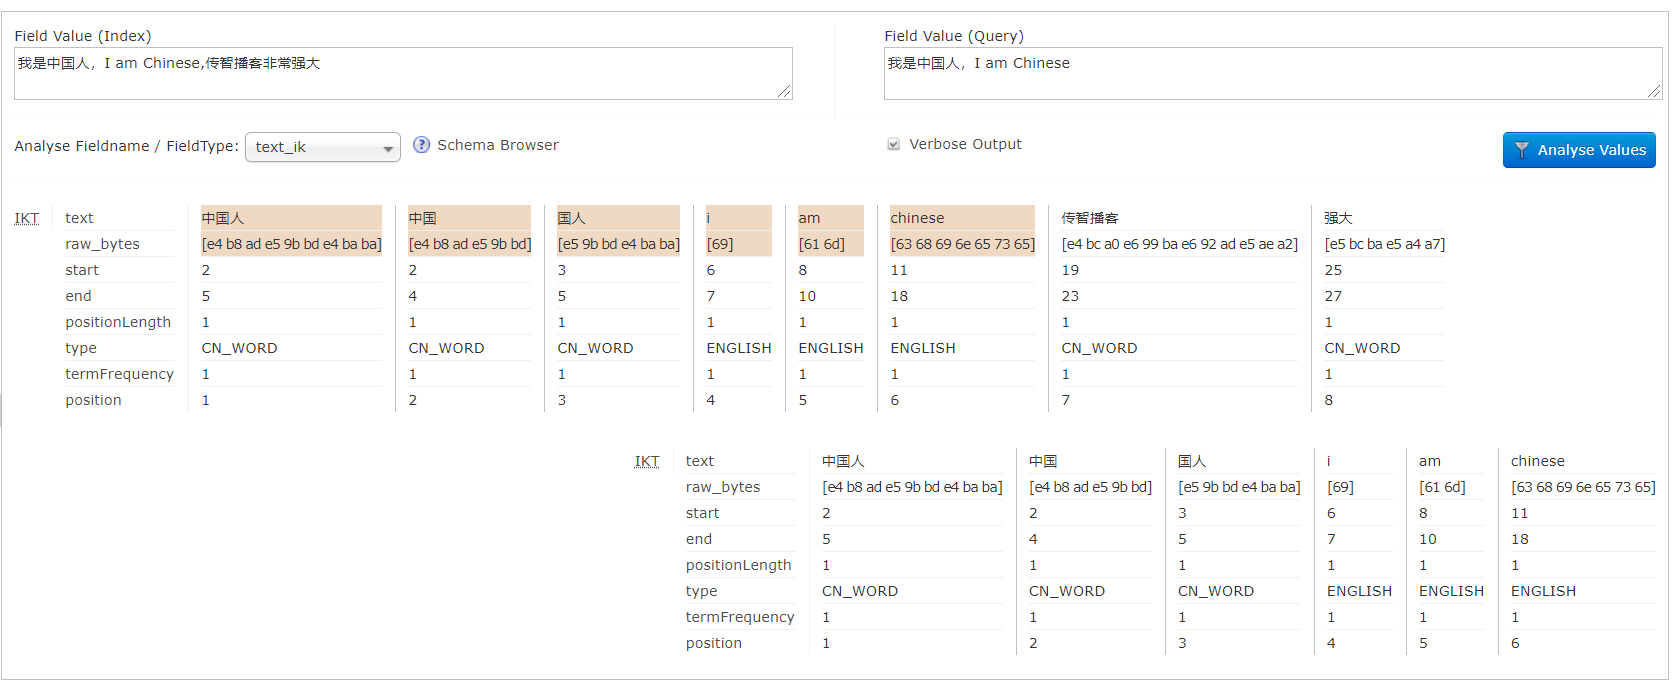 Field Value (Index)
我是中国人，I am Chinese,传智播客非常强大
Field Value (Query)
我是中国人，I am Chinese
Analyse Fieldname / FieldType: text_ik ? Schema Browser
Verbose Output
Analyse Values
IKT text 中国人 中国 国人 i am chinese 传智播客 强大
raw_bytes [e4 b8 ad e5 9b bd e4 ba ba] [e4 b8 ad e5 9b bd] [e5 9b bd e4 ba ba] [69] [61 6d] [63 68 69 6e 65 73 65] [e4 bc a0 e6 99 ba e6 92 ad e5 ae a2] [e5 bc ba e5 a4 a7]
start 2 2 3 6 8 11 19 25
end 5 4 5 7 10 18 23 27
positionLength 1 1 1 1 1 1 1 1
type CN_WORD CN_WORD CN_WORD ENGLISH ENGLISH ENGLISH CN_WORD CN_WORD
termFrequency 1 1 1 1 1 1 1 1
position 1 2 3 4 5 6 7 8
IKT text 中国人 中国 国人 i am chinese
raw_bytes [e4 b8 ad e5 9b bd e4 ba ba] [e4 b8 ad e5 9b bd] [e5 9b bd e4 ba ba] [69] [61 6d] [63 68 69 6e 65 73 65]
start 2 2 3 6 8 11
end 5 4 5 7 10 18
positionLength 1 1 1 1 1 1
type CN_WORD CN_WORD CN_WORD ENGLISH ENGLISH ENGLISH
termFrequency 1 1 1 1 1 1
position 1 2 3 4 5 6